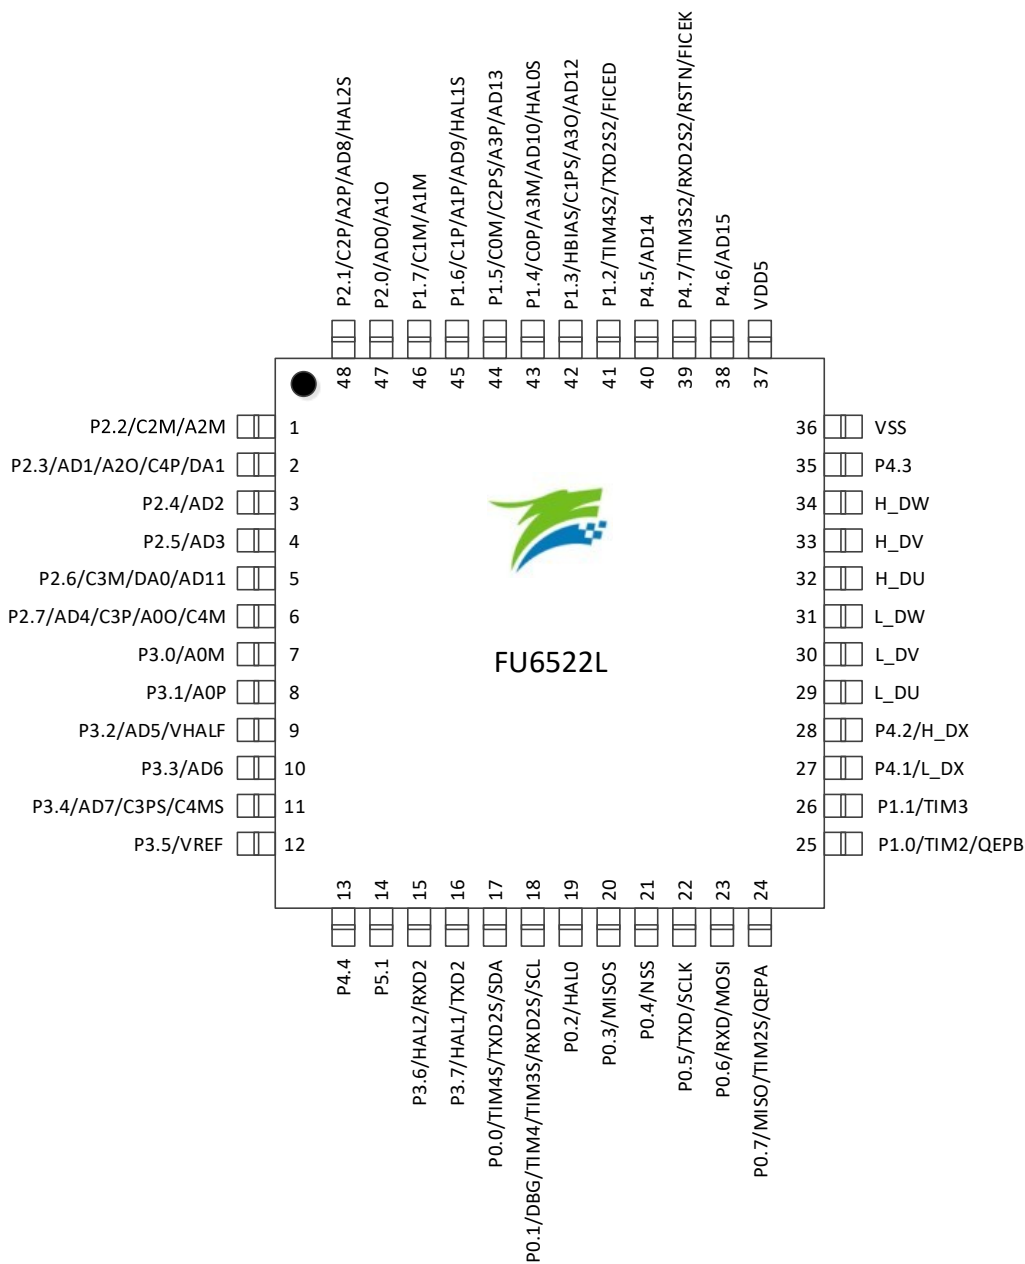 P2.1/C2P/A2P/AD8/HAL2S
P2.0/AD0/A1O
P1.7/C1M/A1M
P1.6/C1P/A1P/AD9/HAL1S
P1.5/C0M/C2PS/A3P/AD13
P1.4/C0P/A3M/AD10/HAL0S
P1.3/HBIAS/C1PS/A3O/AD12
P1.2/TIM4S2/TXD2S2/FICED
P4.5/AD14
P4.7/TIM3S2/RXD2S2/RSTN/FICEK
P4.6/AD15
VDD5
48 47 46 45 44 43 42 41 40 39 38 37
P2.2/C2M/A2M 1 36 VSS
P2.3/AD1/A2O/C4P/DA1 2 35 P4.3
P2.4/AD2 3 34 H_DW
P2.5/AD3 4 33 H_DV
P2.6/C3M/DA0/AD11 5 32 H_DU
P2.7/AD4/C3P/A0O/C4M 6 31 L_DW
P3.0/A0M 7 30 L_DV
FU6522L
P3.1/A0P 8 29 L_DU
P3.2/AD5/VHALF 9 28 P4.2/H_DX
P3.3/AD6 10 27 P4.1/L_DX
P3.4/AD7/C3PS/C4MS 11 26 P1.1/TIM3
P3.5/VREF 12 25 P1.0/TIM2/QEPB
13 14 15 16 17 18 19 20 21 22 23 24
P4.4
P5.1
P3.6/HAL2/RXD2
P3.7/HAL1/TXD2
P0.0/TIM4S/TXD2S/SDA
P0.1/DBG/TIM4/TIM3S/RXD2S/SCL
P0.2/HAL0
P0.3/MISOS
P0.4/NSS
P0.5/TXD/SCLK
P0.6/RXD/MOSI
P0.7/MISO/TIM2S/QEPA